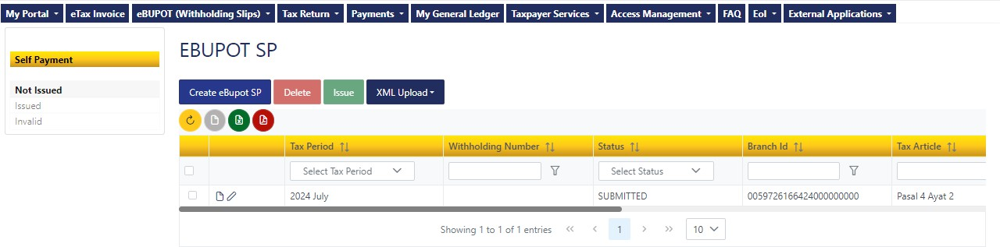 My Portal eTax Invoice eBUPOT (Withholding Slips) Tax Return Payments My General Ledger Taxpayer Services Access Management FAQ EoI External Applications
Self Payment
Not Issued
Issued
Invalid
EBUPOT SP
Create eBupot SP Delete Issue XML Upload
Tax Period Withholding Number Status Branch Id Tax Article
Select Tax Period Select Status
2024 July SUBMITTED 0059726166424000000000 Pasal 4 Ayat 2
Showing 1 to 1 of 1 entries 1 10